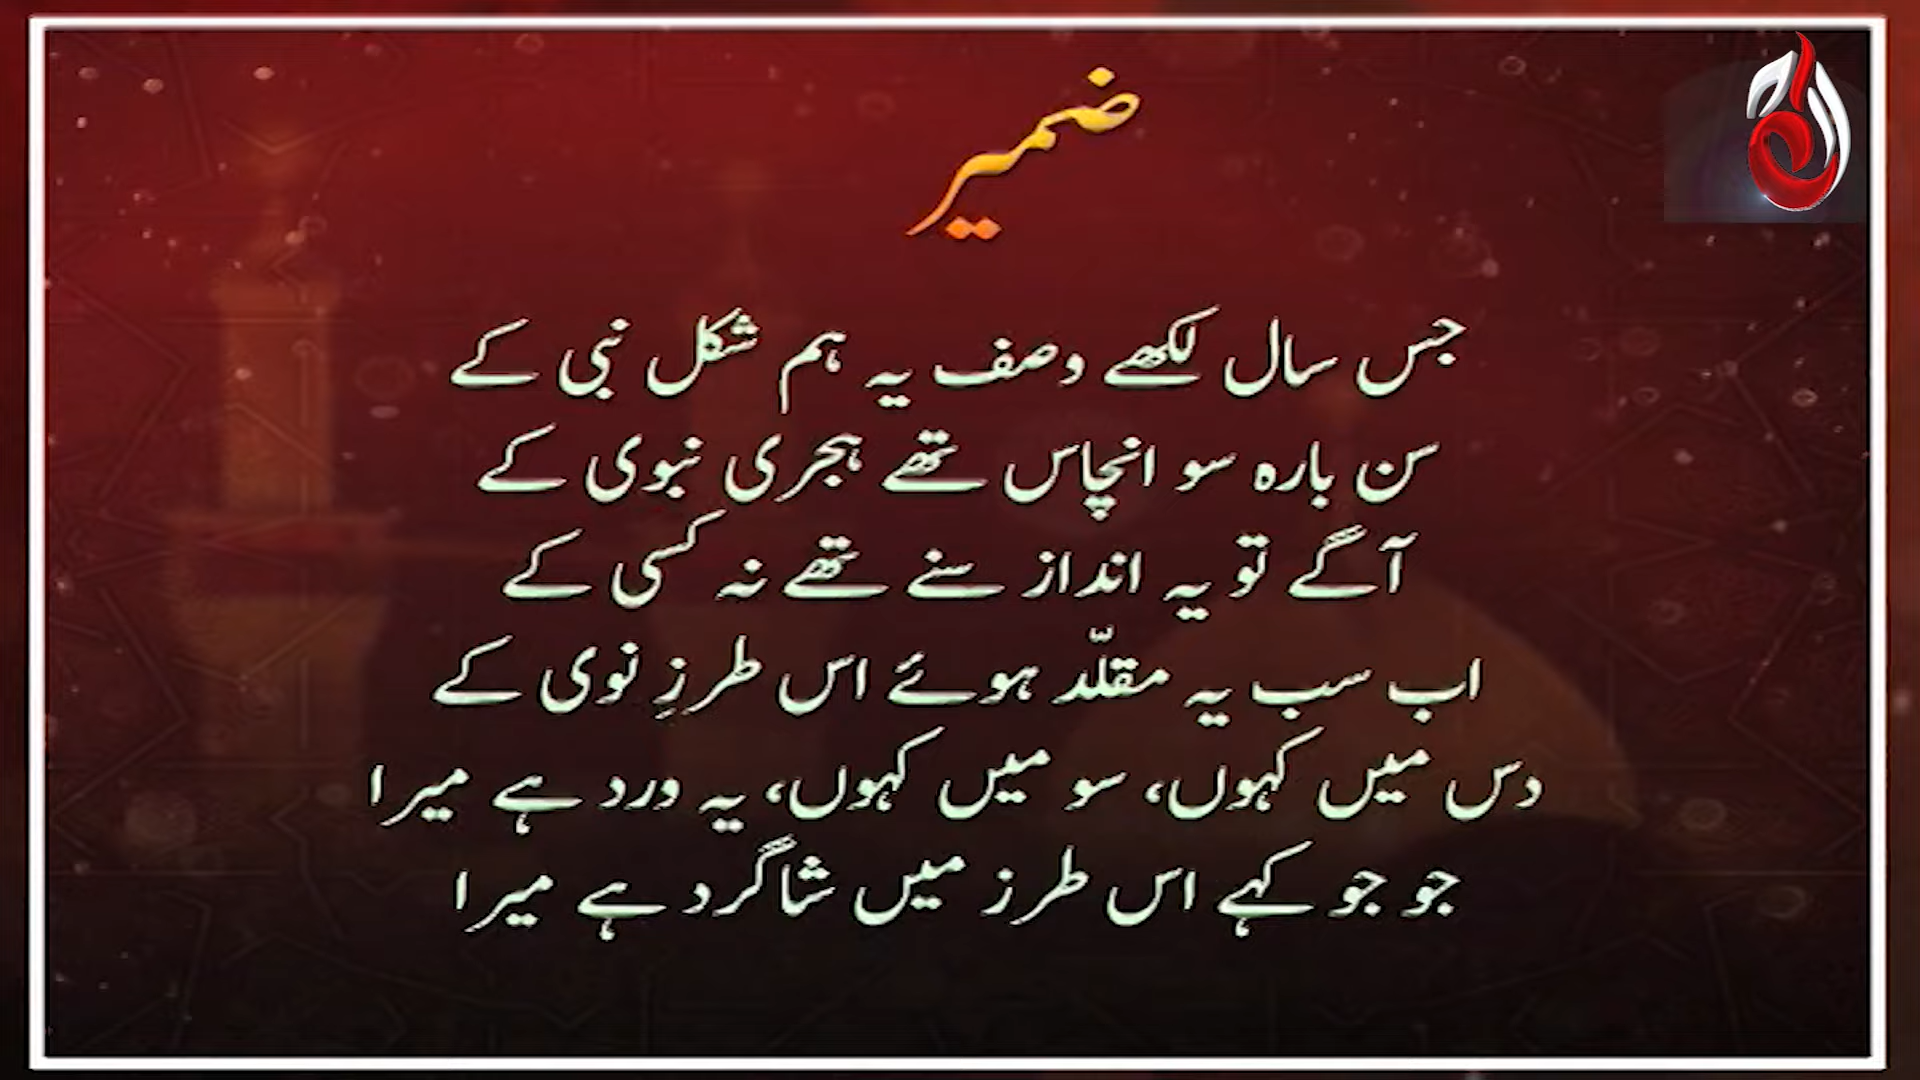 ضمیر
جس سال لکھے وصف یہ ہم شکل نبی کے
سن بارہ سو انچاس تھے ہجری نبوی کے
آگے تو یہ انداز سنے تھے نہ کسی کے
اب سب یہ مقلّد ہوئے اس طرزِ نوی کے
دس میں کہوں، سو میں کہوں، یہ ورد ہے میرا
جو جو کہے اس طرز میں شاگرد ہے میرا